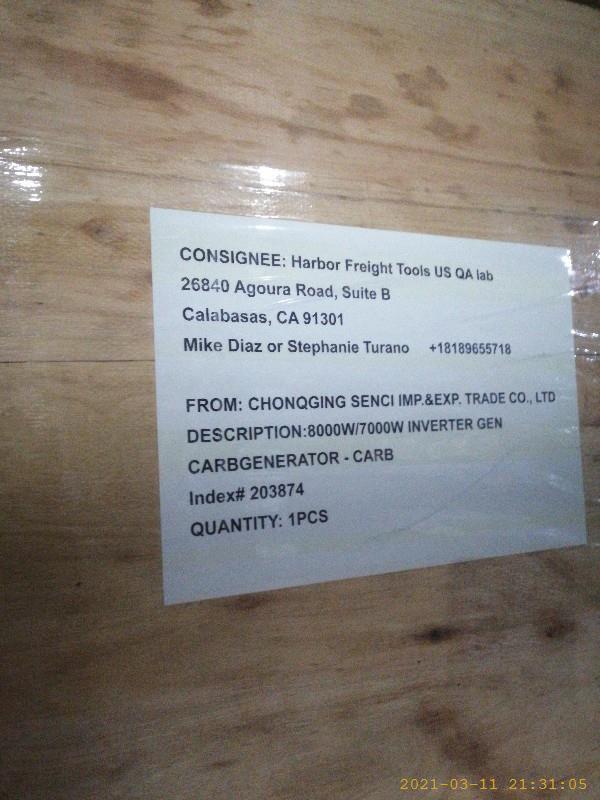 CONSIGNEE: Harbor Freight Tools US QA lab
26840 Agoura Road, Suite B
Calabasas, CA 91301
Mike Diaz or Stephanie Turano +18189655718
FROM: CHONQGING SENCI IMP.&EXP. TRADE CO., LTD
DESCRIPTION:8000W/7000W INVERTER GEN
CARBGENERATOR - CARB
Index# 203874
QUANTITY: 1PCS
2021-03-11 21:31:05